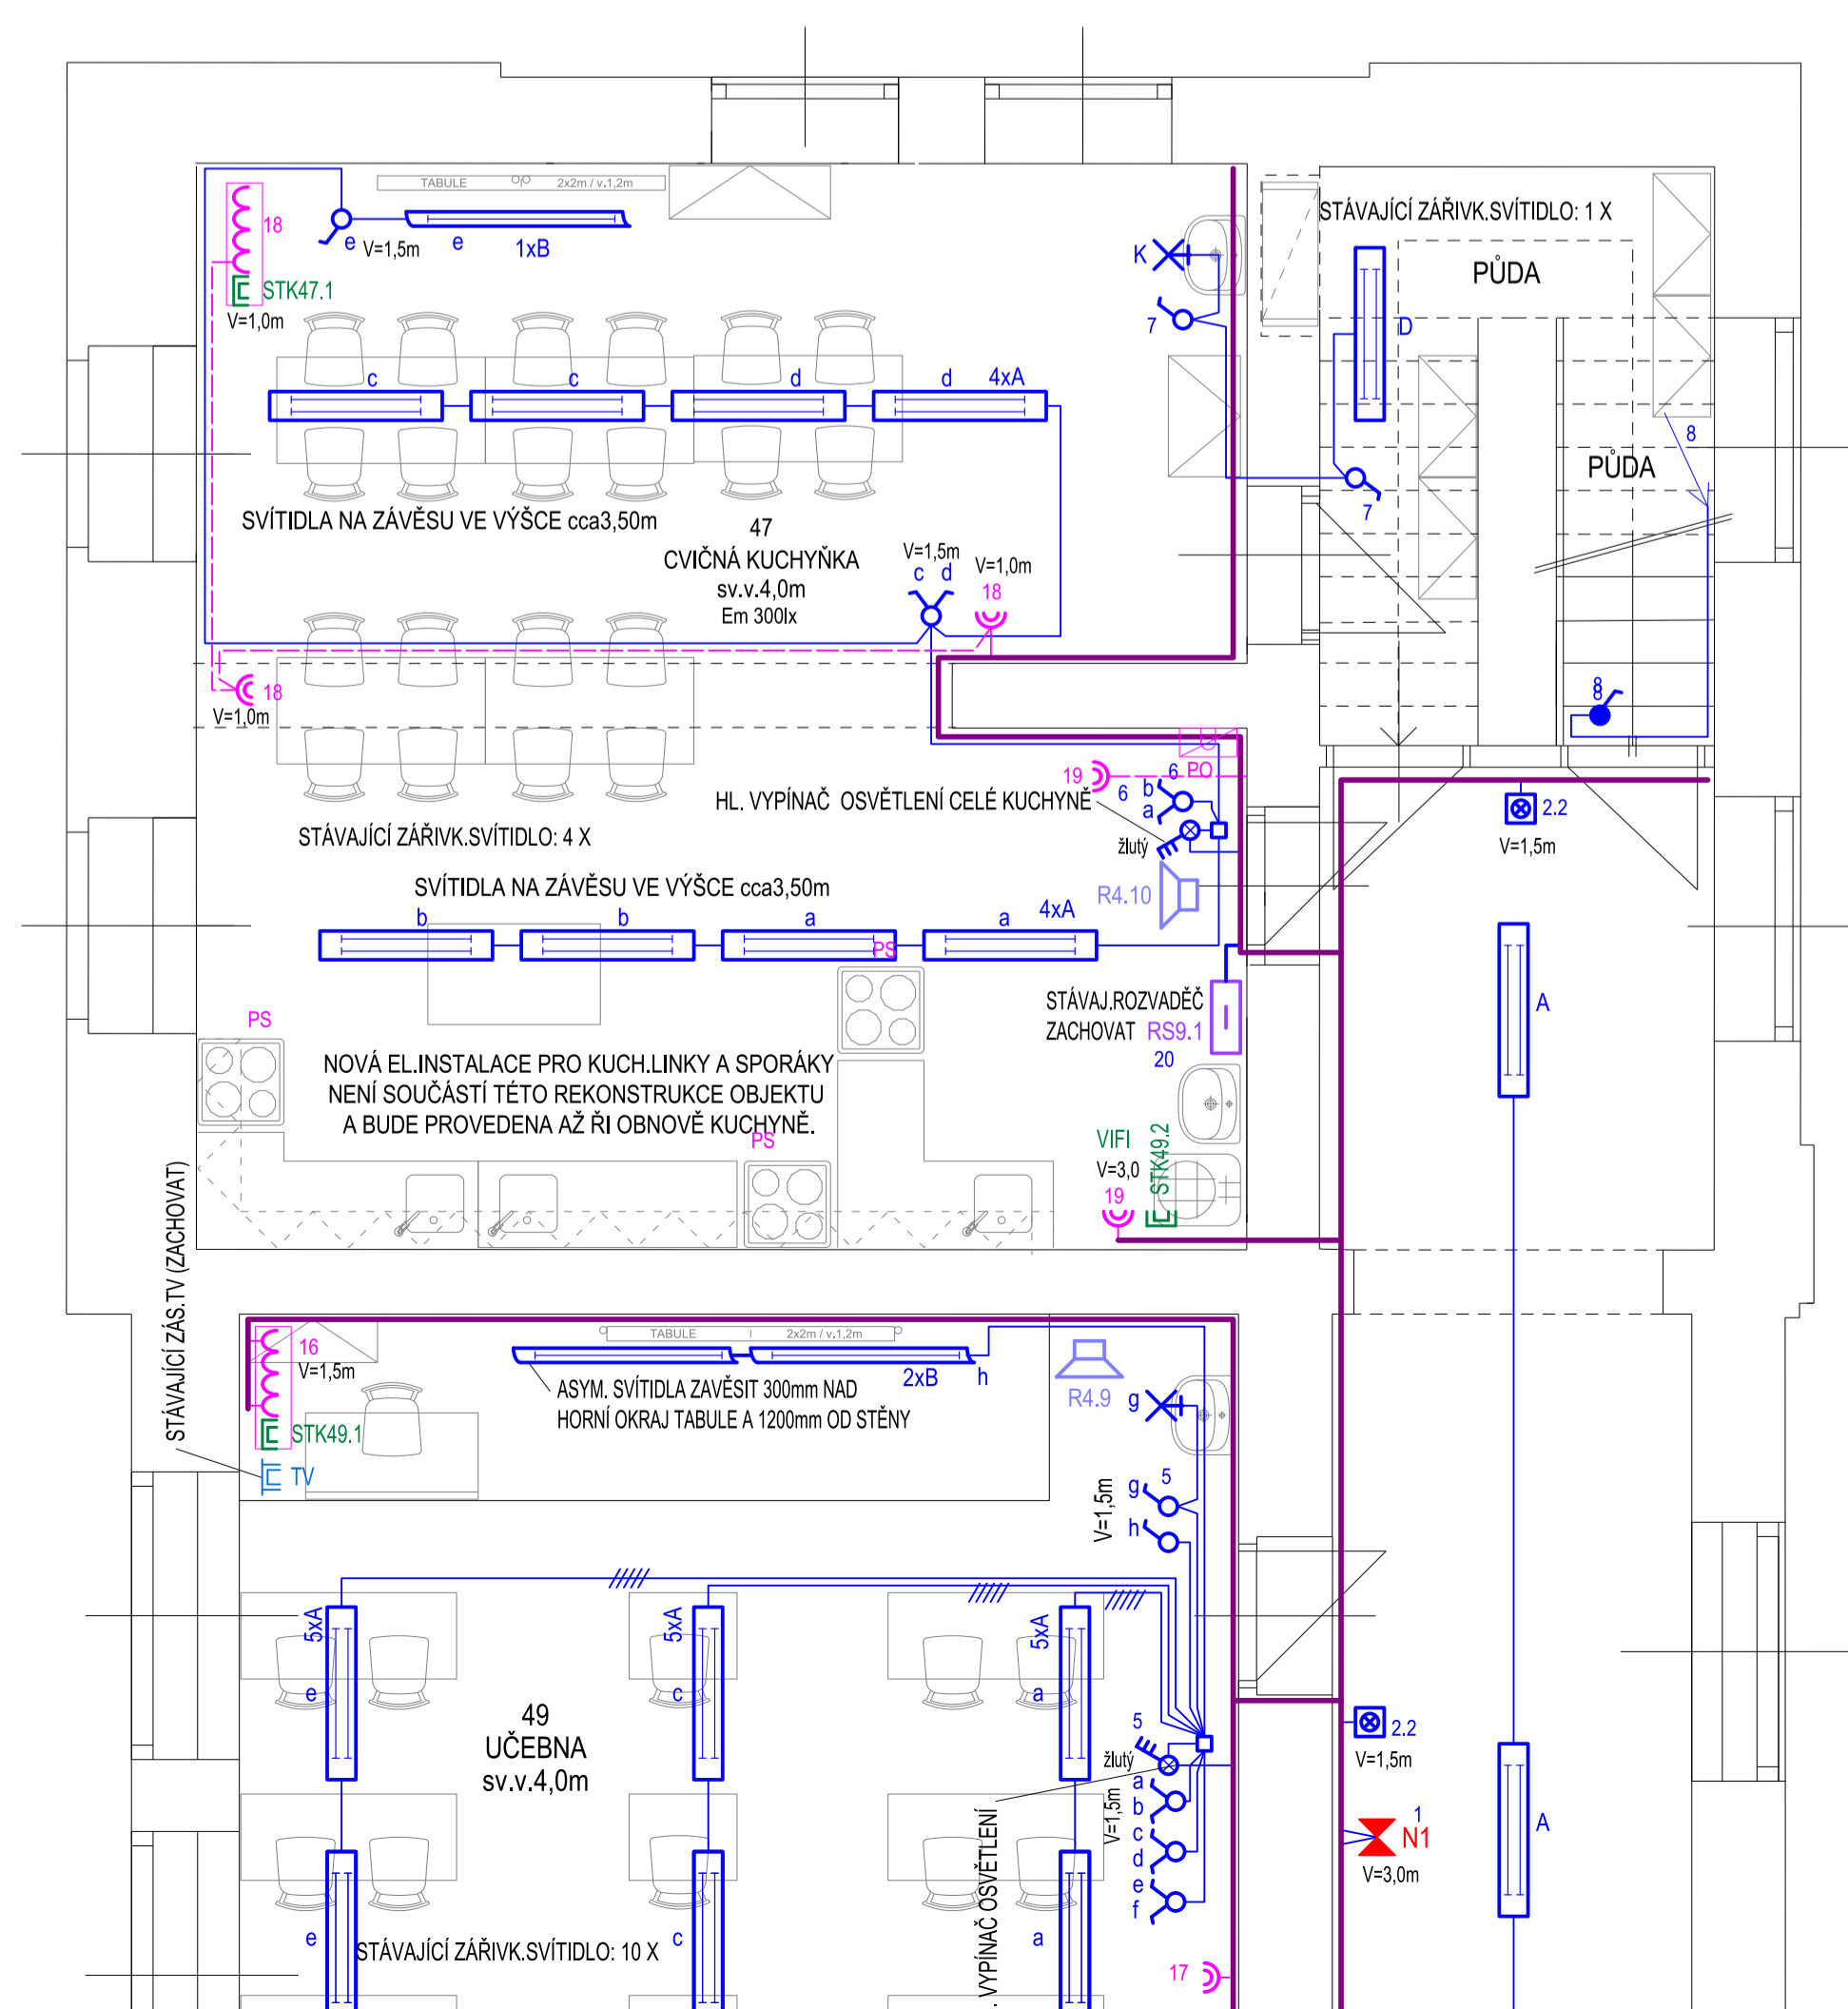 TABULE 2x2m / v.1,2m
18
e
V=1,5m
e
1xB
STK47.1
V=1,0m
K
7
STÁVAJÍCÍ ZÁŘIVK.SVÍTIDLO: 1 X
PŮDA
D
8
PŮDA
7
c
c
d
d
4xA
SVÍTIDLA NA ZÁVĚSU VE VÝŠCE cca3,50m
47
CVIČNÁ KUCHYŇKA
sv.v.4,0m
Em 300lx
V=1,5m
c d
V=1,0m
18
18
V=1,0m
8
8
19
PO
6
6
b
a
HL. VYPÍNAČ OSVĚTLENÍ CELÉ KUCHYNĚ
žlutý
2.2
V=1,5m
STÁVAJÍCÍ ZÁŘIVK.SVÍTIDLO: 4 X
SVÍTIDLA NA ZÁVĚSU VE VÝŠCE cca3,50m
R4.10
b
b
a
a
4xA
PS
PS
STÁVAJ.ROZVADĚČ
ZACHOVAT RS9.1
20
A
NOVÁ EL.INSTALACE PRO KUCH.LINKY A SPORÁKY
NENÍ SOUČÁSTÍ TÉTO REKONSTRUKCE OBJEKTU
A BUDE PROVEDENA AŽ ŘI OBNOVĚ KUCHYNĚ.
PS
VIFI
V=3,0
19
STK49.2
STÁVAJÍCÍ ZÁS.TV (ZACHOVAT)
16
V=1,5m
STK49.1
TV
TABULE 2x2m / v.1,2m
2xB
h
ASYM. SVÍTIDLA ZAVĚSIT 300mm NAD
HORNÍ OKRAJ TABULE A 1200mm OD STĚNY
R4.9
g
V=1,5m
g
5
h
5xA
5xA
5xA
e
c
a
49
UČEBNA
sv.v.4,0m
5
žlutý
V=1,5m
a
b
c
d
e
f
2.2
V=1,5m
1
N1
V=3,0m
A
. VYPÍNAČ OSVĚTLENÍ
e
STÁVAJÍCÍ ZÁŘIVK.SVÍTIDLO: 10 X
c
a
17